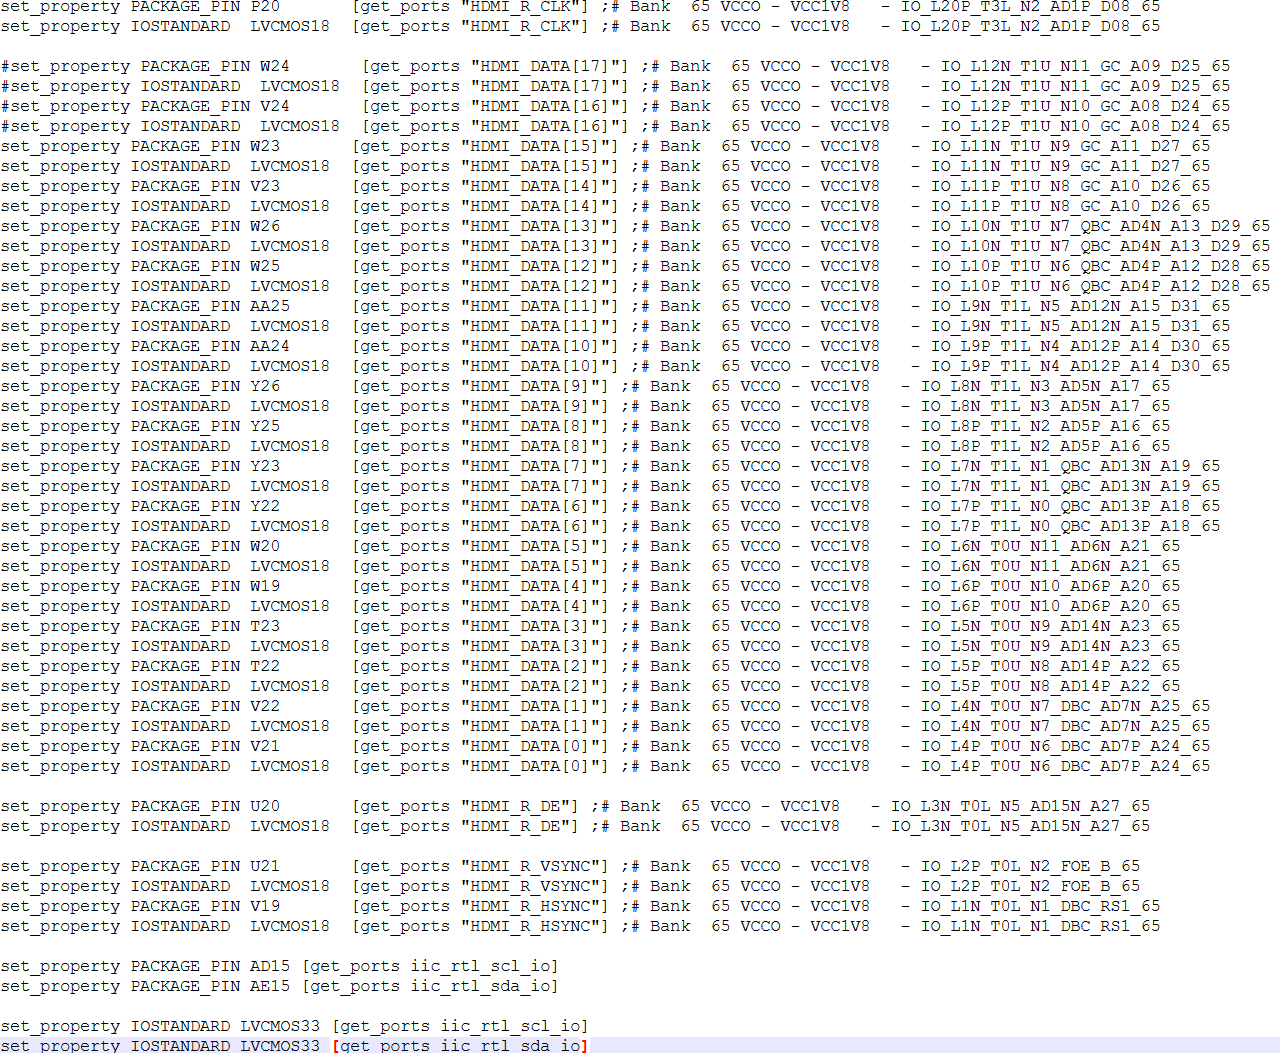 set_property PACKAGE_PIN P20       [get_ports "HDMI_R_CLK"] ;# Bank  65 VCCO - VCC1V8   - IO_L20P_T3L_N2_AD1P_D08_65
set_property IOSTANDARD  LVCMOS18  [get_ports "HDMI_R_CLK"] ;# Bank  65 VCCO - VCC1V8   - IO_L20P_T3L_N2_AD1P_D08_65
#set_property PACKAGE_PIN W24       [get_ports "HDMI_DATA[17]"] ;# Bank  65 VCCO - VCC1V8   - IO_L12N_T1U_N11_GC_A09_D25_65
#set_property IOSTANDARD  LVCMOS18  [get_ports "HDMI_DATA[17]"] ;# Bank  65 VCCO - VCC1V8   - IO_L12N_T1U_N11_GC_A09_D25_65
#set_property PACKAGE_PIN V24       [get_ports "HDMI_DATA[16]"] ;# Bank  65 VCCO - VCC1V8   - IO_L12P_T1U_N10_GC_A08_D24_65
#set_property IOSTANDARD  LVCMOS18  [get_ports "HDMI_DATA[16]"] ;# Bank  65 VCCO - VCC1V8   - IO_L12P_T1U_N10_GC_A08_D24_65
set_property PACKAGE_PIN W23       [get_ports "HDMI_DATA[15]"] ;# Bank  65 VCCO - VCC1V8   - IO_L11N_T1U_N9_GC_A11_D27_65
set_property IOSTANDARD  LVCMOS18  [get_ports "HDMI_DATA[15]"] ;# Bank  65 VCCO - VCC1V8   - IO_L11N_T1U_N9_GC_A11_D27_65
set_property PACKAGE_PIN V23       [get_ports "HDMI_DATA[14]"] ;# Bank  65 VCCO - VCC1V8   - IO_L11P_T1U_N8_GC_A10_D26_65
set_property IOSTANDARD  LVCMOS18  [get_ports "HDMI_DATA[14]"] ;# Bank  65 VCCO - VCC1V8   - IO_L11P_T1U_N8_GC_A10_D26_65
set_property PACKAGE_PIN W26       [get_ports "HDMI_DATA[13]"] ;# Bank  65 VCCO - VCC1V8   - IO_L10N_T1U_N7_QBC_AD4N_A13_D29_65
set_property IOSTANDARD  LVCMOS18  [get_ports "HDMI_DATA[13]"] ;# Bank  65 VCCO - VCC1V8   - IO_L10N_T1U_N7_QBC_AD4N_A13_D29_65
set_property PACKAGE_PIN W25       [get_ports "HDMI_DATA[12]"] ;# Bank  65 VCCO - VCC1V8   - IO_L10P_T1U_N6_QBC_AD4P_A12_D28_65
set_property IOSTANDARD  LVCMOS18  [get_ports "HDMI_DATA[12]"] ;# Bank  65 VCCO - VCC1V8   - IO_L10P_T1U_N6_QBC_AD4P_A12_D28_65
set_property PACKAGE_PIN AA25      [get_ports "HDMI_DATA[11]"] ;# Bank  65 VCCO - VCC1V8   - IO_L9N_T1L_N5_AD12N_A15_D31_65
set_property IOSTANDARD  LVCMOS18  [get_ports "HDMI_DATA[11]"] ;# Bank  65 VCCO - VCC1V8   - IO_L9N_T1L_N5_AD12N_A15_D31_65
set_property PACKAGE_PIN AA24      [get_ports "HDMI_DATA[10]"] ;# Bank  65 VCCO - VCC1V8   - IO_L9P_T1L_N4_AD12P_A14_D30_65
set_property IOSTANDARD  LVCMOS18  [get_ports "HDMI_DATA[10]"] ;# Bank  65 VCCO - VCC1V8   - IO_L9P_T1L_N4_AD12P_A14_D30_65
set_property PACKAGE_PIN Y26       [get_ports "HDMI_DATA[9]"] ;# Bank  65 VCCO - VCC1V8   - IO_L8N_T1L_N3_AD5N_A17_65
set_property IOSTANDARD  LVCMOS18  [get_ports "HDMI_DATA[9]"] ;# Bank  65 VCCO - VCC1V8   - IO_L8N_T1L_N3_AD5N_A17_65
set_property PACKAGE_PIN Y25       [get_ports "HDMI_DATA[8]"] ;# Bank  65 VCCO - VCC1V8   - IO_L8P_T1L_N2_AD5P_A16_65
set_property IOSTANDARD  LVCMOS18  [get_ports "HDMI_DATA[8]"] ;# Bank  65 VCCO - VCC1V8   - IO_L8P_T1L_N2_AD5P_A16_65
set_property PACKAGE_PIN Y23       [get_ports "HDMI_DATA[7]"] ;# Bank  65 VCCO - VCC1V8   - IO_L7N_T1L_N1_QBC_AD13N_A19_65
set_property IOSTANDARD  LVCMOS18  [get_ports "HDMI_DATA[7]"] ;# Bank  65 VCCO - VCC1V8   - IO_L7N_T1L_N1_QBC_AD13N_A19_65
set_property PACKAGE_PIN Y22       [get_ports "HDMI_DATA[6]"] ;# Bank  65 VCCO - VCC1V8   - IO_L7P_T1L_N0_QBC_AD13P_A18_65
set_property IOSTANDARD  LVCMOS18  [get_ports "HDMI_DATA[6]"] ;# Bank  65 VCCO - VCC1V8   - IO_L7P_T1L_N0_QBC_AD13P_A18_65
set_property PACKAGE_PIN W20       [get_ports "HDMI_DATA[5]"] ;# Bank  65 VCCO - VCC1V8   - IO_L6N_T0U_N11_AD6N_A21_65
set_property IOSTANDARD  LVCMOS18  [get_ports "HDMI_DATA[5]"] ;# Bank  65 VCCO - VCC1V8   - IO_L6N_T0U_N11_AD6N_A21_65
set_property PACKAGE_PIN W19       [get_ports "HDMI_DATA[4]"] ;# Bank  65 VCCO - VCC1V8   - IO_L6P_T0U_N10_AD6P_A20_65
set_property IOSTANDARD  LVCMOS18  [get_ports "HDMI_DATA[4]"] ;# Bank  65 VCCO - VCC1V8   - IO_L6P_T0U_N10_AD6P_A20_65
set_property PACKAGE_PIN T23       [get_ports "HDMI_DATA[3]"] ;# Bank  65 VCCO - VCC1V8   - IO_L5N_T0U_N9_AD14N_A23_65
set_property IOSTANDARD  LVCMOS18  [get_ports "HDMI_DATA[3]"] ;# Bank  65 VCCO - VCC1V8   - IO_L5N_T0U_N9_AD14N_A23_65
set_property PACKAGE_PIN T22       [get_ports "HDMI_DATA[2]"] ;# Bank  65 VCCO - VCC1V8   - IO_L5P_T0U_N8_AD14P_A22_65
set_property IOSTANDARD  LVCMOS18  [get_ports "HDMI_DATA[2]"] ;# Bank  65 VCCO - VCC1V8   - IO_L5P_T0U_N8_AD14P_A22_65
set_property PACKAGE_PIN V22       [get_ports "HDMI_DATA[1]"] ;# Bank  65 VCCO - VCC1V8   - IO_L4N_T0U_N7_DBC_AD7N_A25_65
set_property IOSTANDARD  LVCMOS18  [get_ports "HDMI_DATA[1]"] ;# Bank  65 VCCO - VCC1V8   - IO_L4N_T0U_N7_DBC_AD7N_A25_65
set_property PACKAGE_PIN V21       [get_ports "HDMI_DATA[0]"] ;# Bank  65 VCCO - VCC1V8   - IO_L4P_T0U_N6_DBC_AD7P_A24_65
set_property IOSTANDARD  LVCMOS18  [get_ports "HDMI_DATA[0]"] ;# Bank  65 VCCO - VCC1V8   - IO_L4P_T0U_N6_DBC_AD7P_A24_65
set_property PACKAGE_PIN U20       [get_ports "HDMI_R_DE"] ;# Bank  65 VCCO - VCC1V8   - IO_L3N_T0L_N5_AD15N_A27_65
set_property IOSTANDARD  LVCMOS18  [get_ports "HDMI_R_DE"] ;# Bank  65 VCCO - VCC1V8   - IO_L3N_T0L_N5_AD15N_A27_65
set_property PACKAGE_PIN U21       [get_ports "HDMI_R_VSYNC"] ;# Bank  65 VCCO - VCC1V8   - IO_L2P_T0L_N2_FOE_B_65
set_property IOSTANDARD  LVCMOS18  [get_ports "HDMI_R_VSYNC"] ;# Bank  65 VCCO - VCC1V8   - IO_L2P_T0L_N2_FOE_B_65
set_property PACKAGE_PIN V19       [get_ports "HDMI_R_HSYNC"] ;# Bank  65 VCCO - VCC1V8   - IO_L1N_T0L_N1_DBC_RS1_65
set_property IOSTANDARD  LVCMOS18  [get_ports "HDMI_R_HSYNC"] ;# Bank  65 VCCO - VCC1V8   - IO_L1N_T0L_N1_DBC_RS1_65
set_property PACKAGE_PIN AD15 [get_ports iic_rtl_scl_io]
set_property PACKAGE_PIN AE15 [get_ports iic_rtl_sda_io]
set_property IOSTANDARD LVCMOS33 [get_ports iic_rtl_scl_io]
set_property IOSTANDARD LVCMOS33 [get_ports iic_rtl_sda_io]